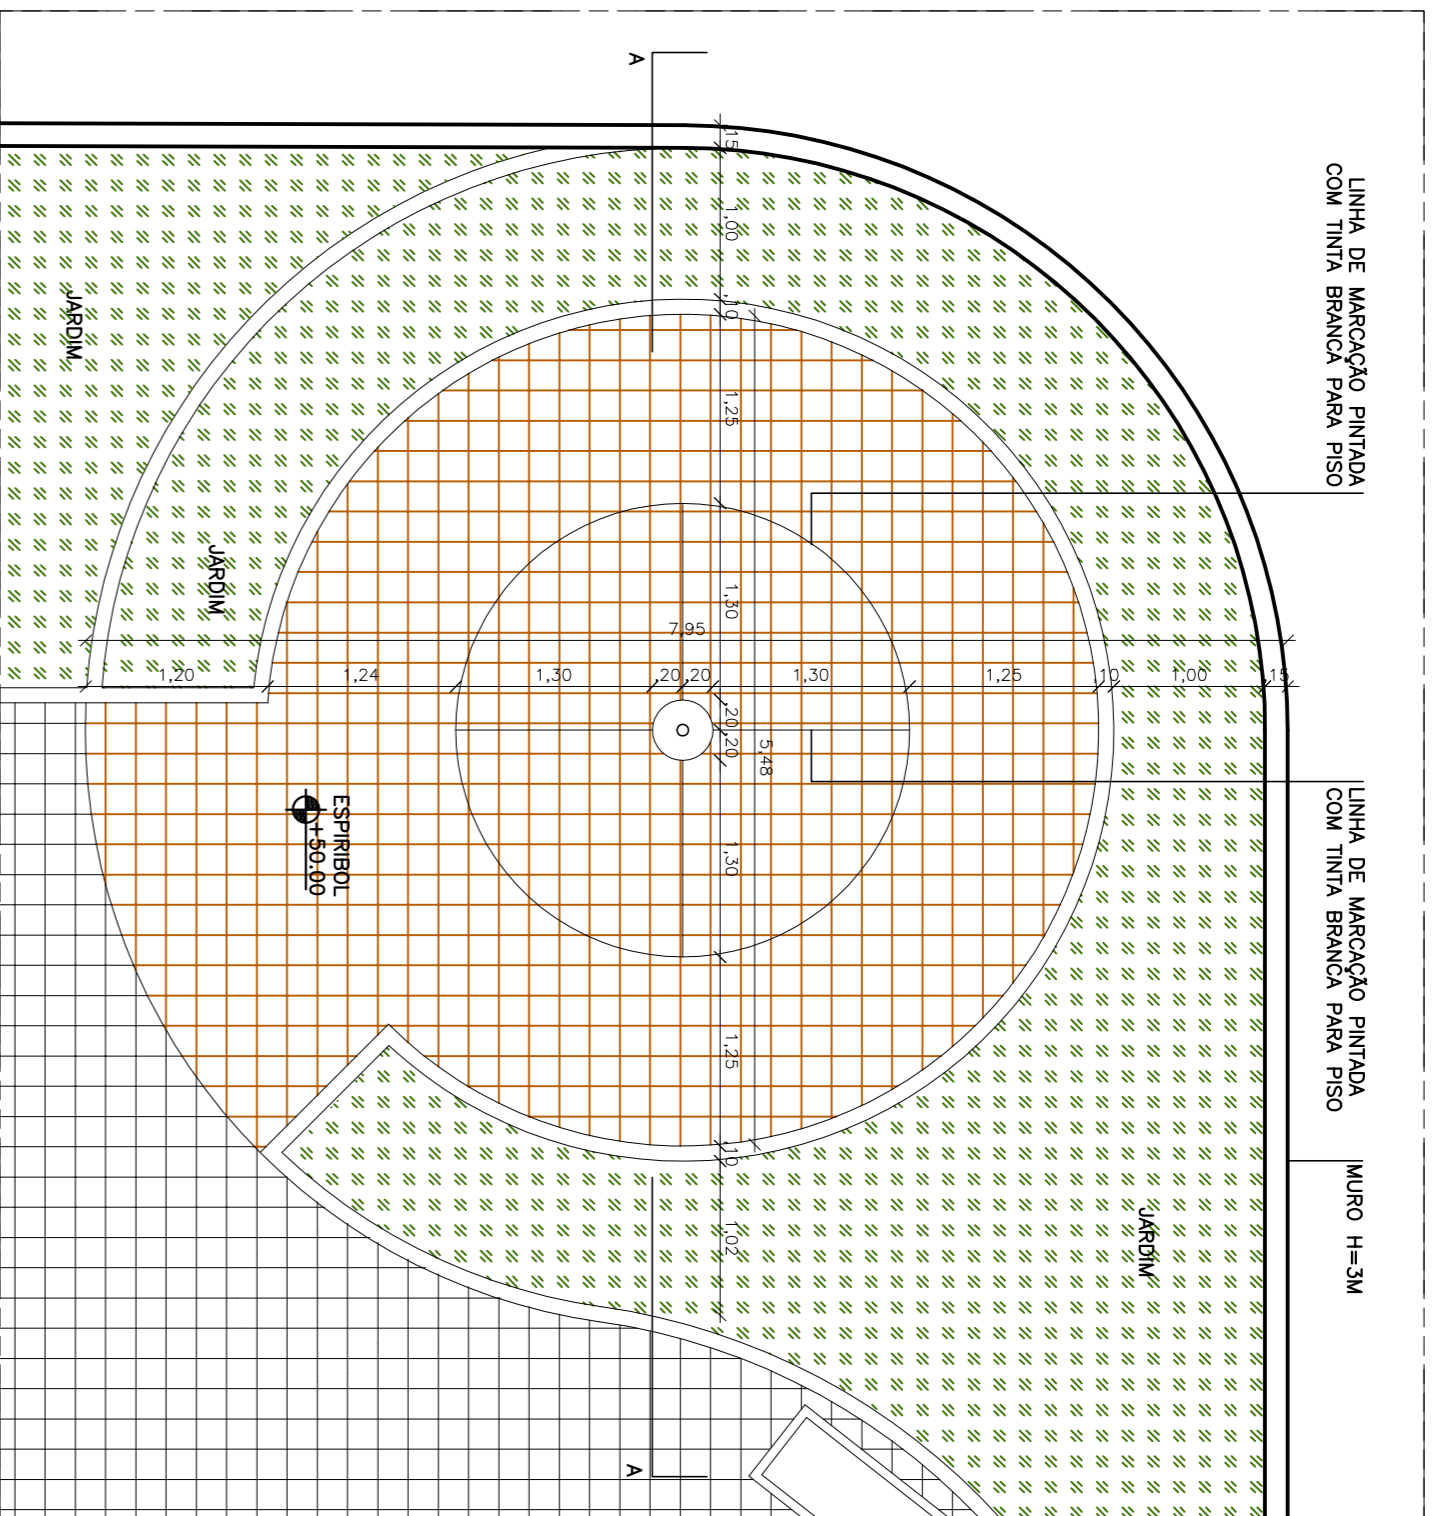 LINHA DE MARCAÇÃO PINTADA
COM TINTA BRANCA PARA PISO
LINHA DE MARCAÇÃO PINTADA
COM TINTA BRANCA PARA PISO
MURO H=3M
A
,15
1,00
,10
1,25
1,30
,20
,20
5,48
1,30
1,25
,10
1,02
A
7,95
1,20
1,24
1,30
,20
,20
1,30
1,25
,10
1,00
,15
JARDIM
JARDIM
ESPIRIBOL
+50.00
JARDIM